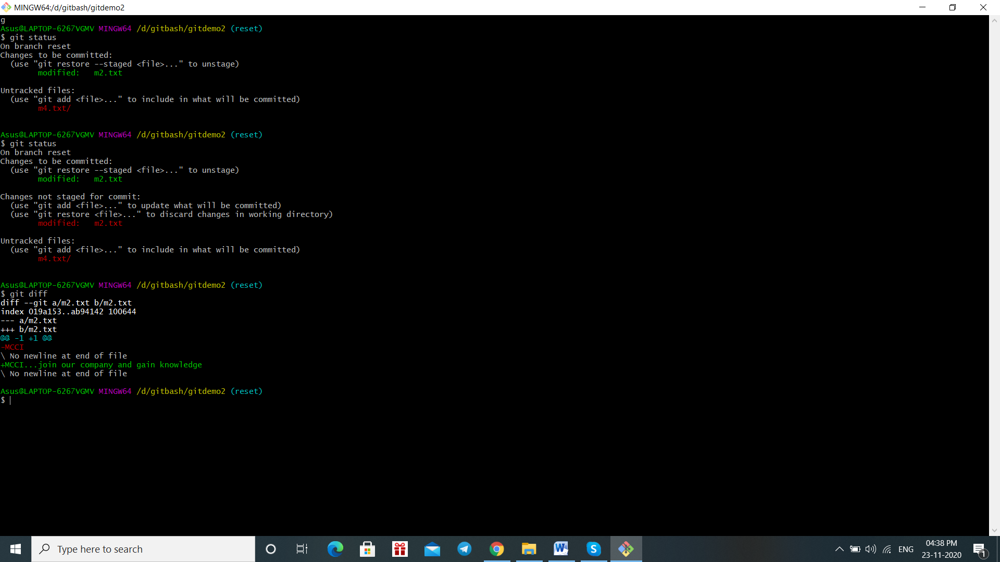 MINGW64:/d/gitbash/gitdemo2
g
Asus@LAPTOP-6267VGMV MINGW64 /d/gitbash/gitdemo2 (reset)
$ git status
On branch reset
Changes to be committed:
  (use "git restore --staged <file>..." to unstage)
        modified:   m2.txt

Untracked files:
  (use "git add <file>..." to include in what will be committed)
        m4.txt/

Asus@LAPTOP-6267VGMV MINGW64 /d/gitbash/gitdemo2 (reset)
$ git status
On branch reset
Changes to be committed:
  (use "git restore --staged <file>..." to unstage)
        modified:   m2.txt

Changes not staged for commit:
  (use "git add <file>..." to update what will be committed)
  (use "git restore <file>..." to discard changes in working directory)
        modified:   m2.txt

Untracked files:
  (use "git add <file>..." to include in what will be committed)
        m4.txt/

Asus@LAPTOP-6267VGMV MINGW64 /d/gitbash/gitdemo2 (reset)
$ git diff
diff --git a/m2.txt b/m2.txt
index 019a153..ab94142 100644
--- a/m2.txt
+++ b/m2.txt
@@ -1 +1 @@
-MCCI
\ No newline at end of file
+MCCI...join our company and gain knowledge
\ No newline at end of file

Asus@LAPTOP-6267VGMV MINGW64 /d/gitbash/gitdemo2 (reset)
$
Type here to search
W
S
ENG
04:38 PM
23-11-2020
1